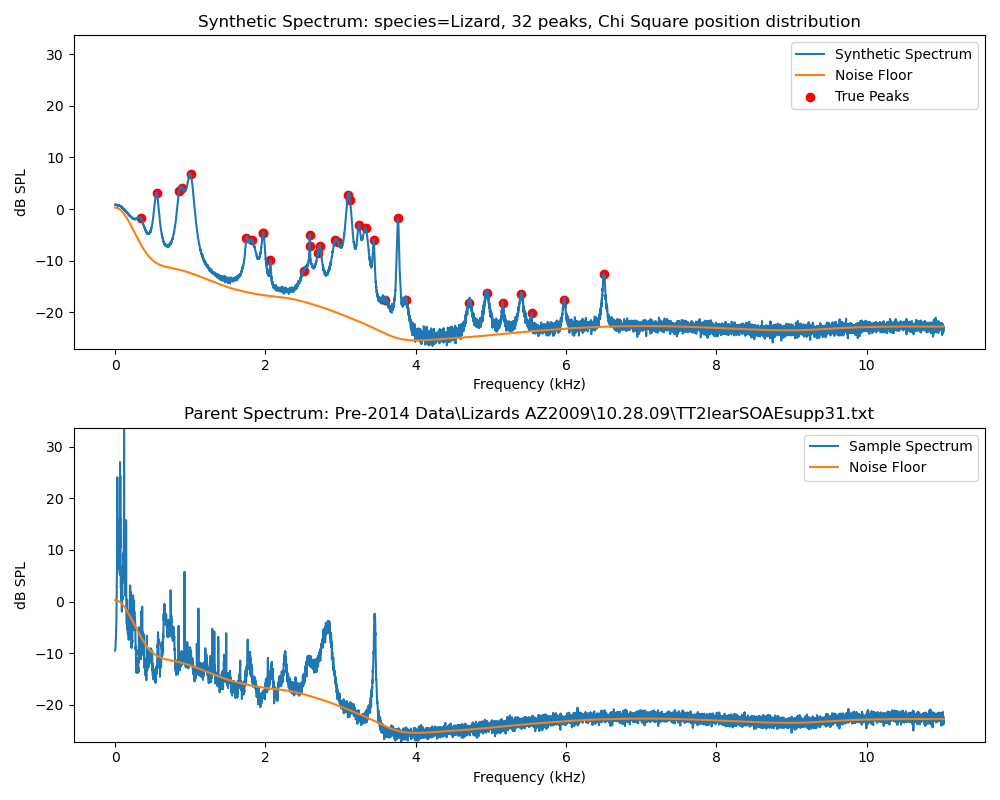 Synthetic Spectrum: species=Lizard, 32 peaks, Chi Square position distribution
30
20
10
0
−10
−20
dB SPL
Synthetic Spectrum
Noise Floor
True Peaks
0 2 4 6 8 10
Frequency (kHz)
Parent Spectrum: Pre-2014 Data\Lizards AZ2009\10.28.09\TT2learSOAEsupp31.txt
30
20
10
0
−10
−20
dB SPL
Sample Spectrum
Noise Floor
0 2 4 6 8 10
Frequency (kHz)